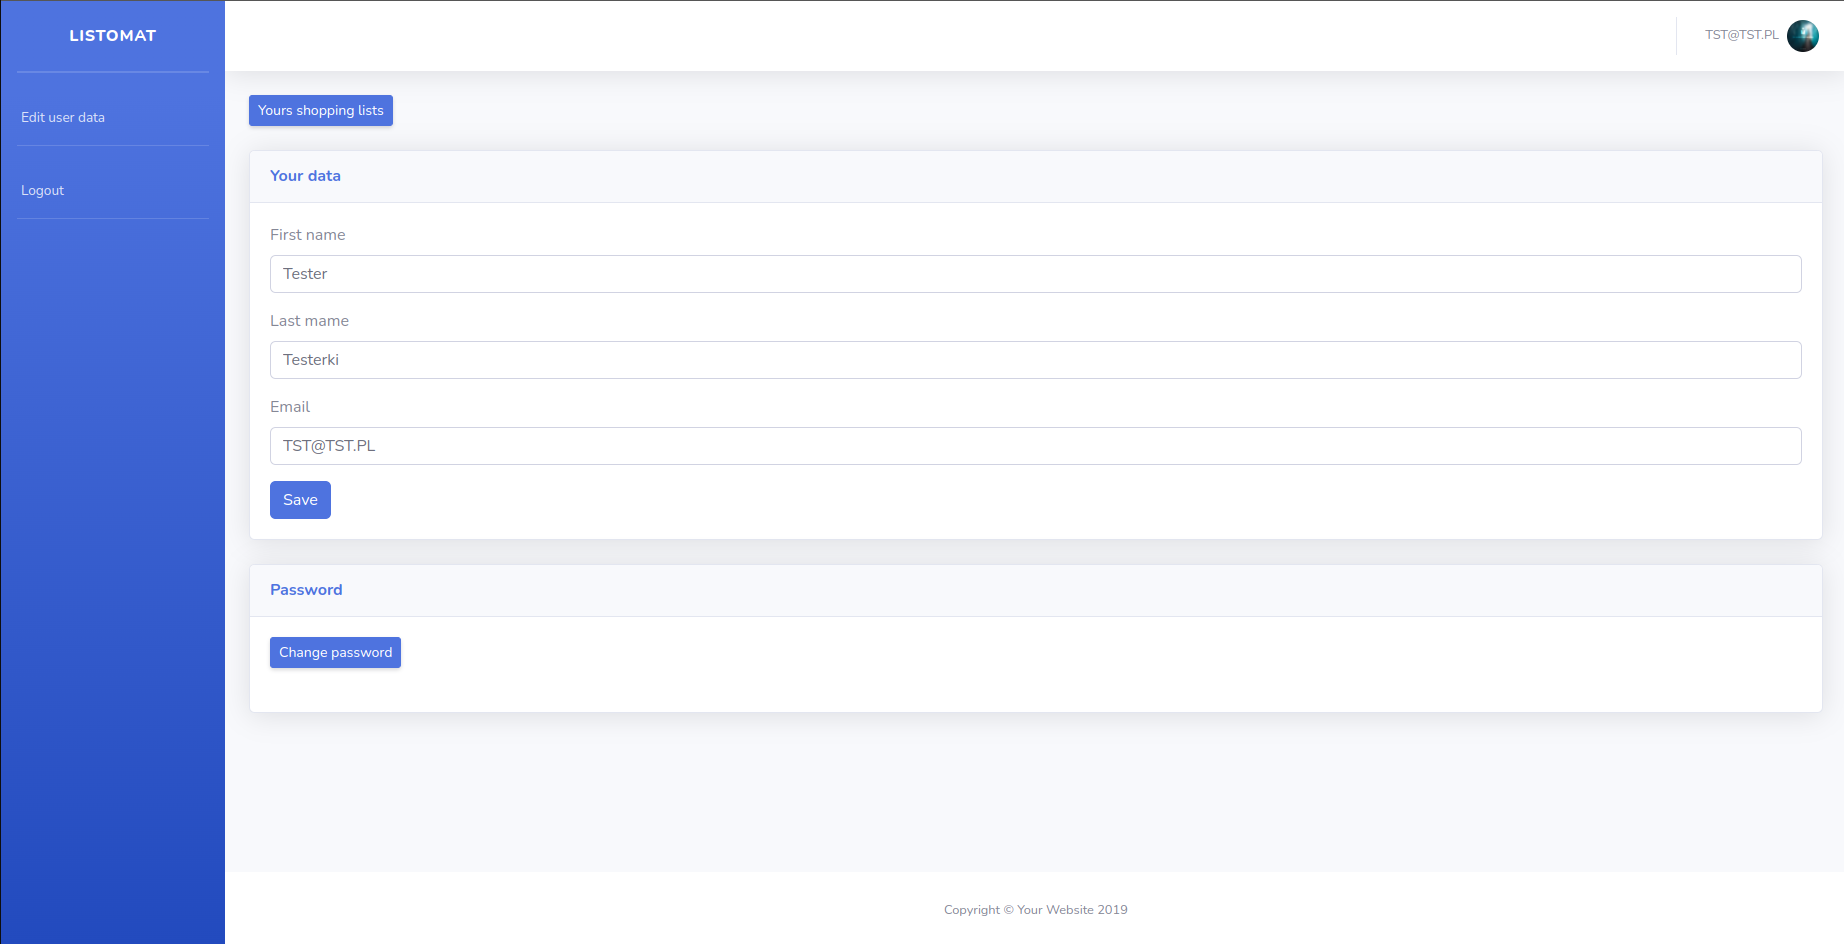 LISTOMAT
TST@TST.PL
Edit user data
Logout
Yours shopping lists
Your data
First name
Tester
Last mame
Testerki
Email
TST@TST.PL
Save
Password
Change password
Copyright © Your Website 2019